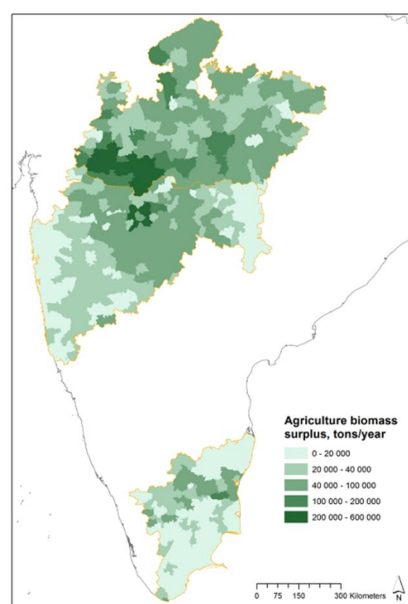 Agriculture biomass
surplus, tons/year
0 - 20 000
20 000 - 40 000
40 000 - 100 000
100 000 - 200 000
200 000 - 600 000
0 75 150 300 Kilometers
N